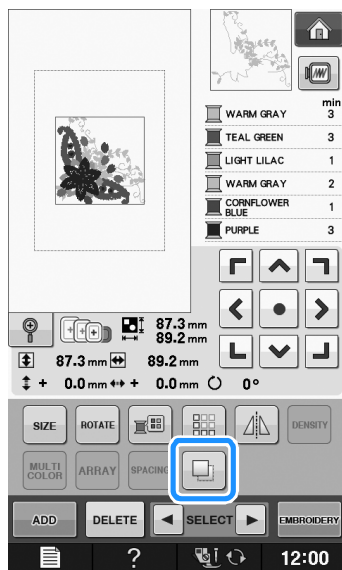 min
WARM GRAY 3
TEAL GREEN 3
LIGHT LILAC 1
WARM GRAY 2
CORNFLOWER
BLUE 1
PURPLE 3
87.3 mm
89.2 mm
87.3 mm 89.2 mm
+ 0.0 mm + 0.0 mm 0°
SIZE ROTATE DENSITY
MULTI
COLOR ARRAY SPACING
ADD DELETE SELECT EMBROIDERY
? 12:00